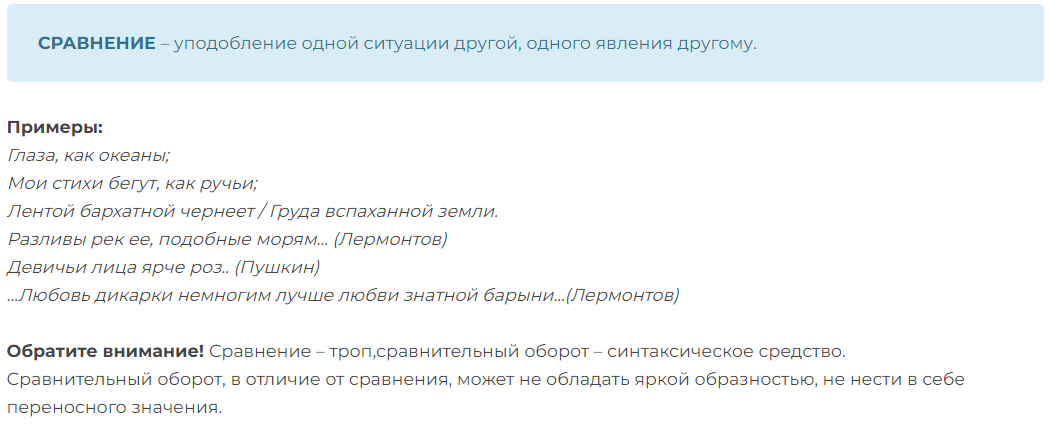 СРАВНЕНИЕ – уподобление одной ситуации другой, одного явления другому.
Примеры:
Глаза, как океаны;
Мои стихи бегут, как ручьи;
Лентой бархатной чернеет / Груда вспаханной земли.
Разливы рек ее, подобные морям... (Лермонтов)
Девичьи лица ярче роз.. (Пушкин)
...Любовь дикарки немногим лучше любви знатной барыни...(Лермонтов)
Обратите внимание! Сравнение – троп,сравнительный оборот – синтаксическое средство.
Сравнительный оборот, в отличие от сравнения, может не обладать яркой образностью, не нести в себе
переносного значения.